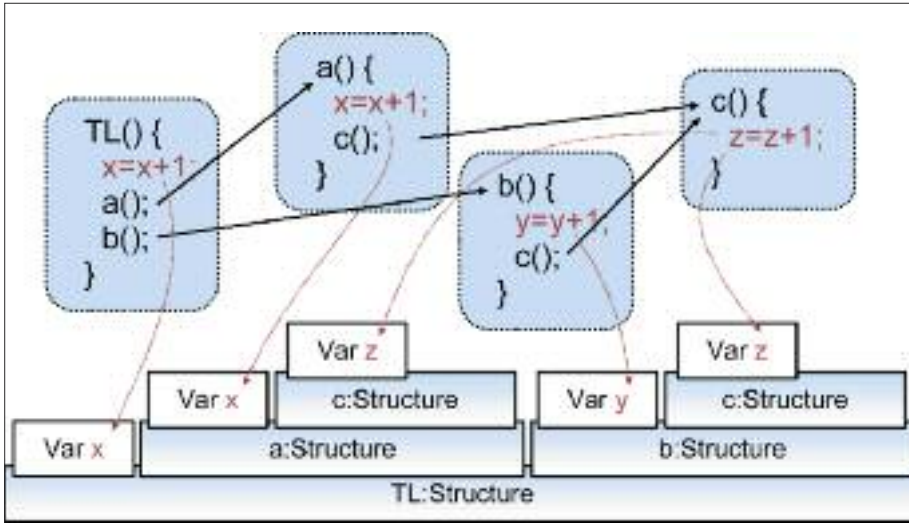 TL() {
x=x+1;
a();
b();
}
a() {
x=x+1;
c();
}
b() {
y=y+1;
c();
}
c() {
z=z+1;
}
Var z
Var z
Var x
c:Structure
Var y
c:Structure
Var x
a:Structure
b:Structure
TL:Structure